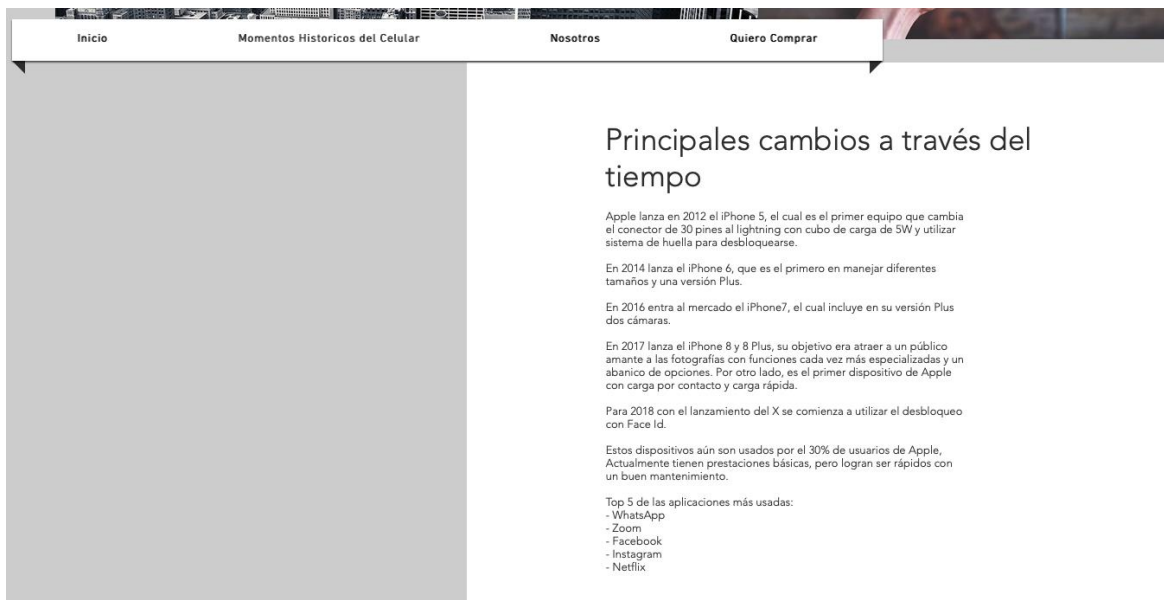 Inicio
Momentos Historicos del Celular
Nosotros
Quiero Comprar
Principales cambios a través del
tiempo
Apple lanza en 2012 el iPhone 5, el cual es el primer equipo que cambia
el conector de 30 pines al lightning con cubo de carga de 5W y utilizar
sistema de huella para desbloquearse.
En 2014 lanza el iPhone 6, que es el primero en manejar diferentes
tamaños y una versión Plus.
En 2016 entra al mercado el iPhone7, el cual incluye en su versión Plus
dos cámaras.
En 2017 lanza el iPhone 8 y 8 Plus, su objetivo era atraer a un público
amante a las fotografías con funciones cada vez más especializadas y un
abanico de opciones. Por otro lado, es el primer dispositivo de Apple
con carga por contacto y carga rápida.
Para 2018 con el lanzamiento del X se comienza a utilizar el desbloqueo
con Face Id.
Estos dispositivos aún son usados por el 30% de usuarios de Apple,
Actualmente tienen prestaciones básicas, pero logran ser rápidos con
un buen mantenimiento.
Top 5 de las aplicaciones más usadas:
- WhatsApp
- Zoom
- Facebook
- Instagram
- Netflix